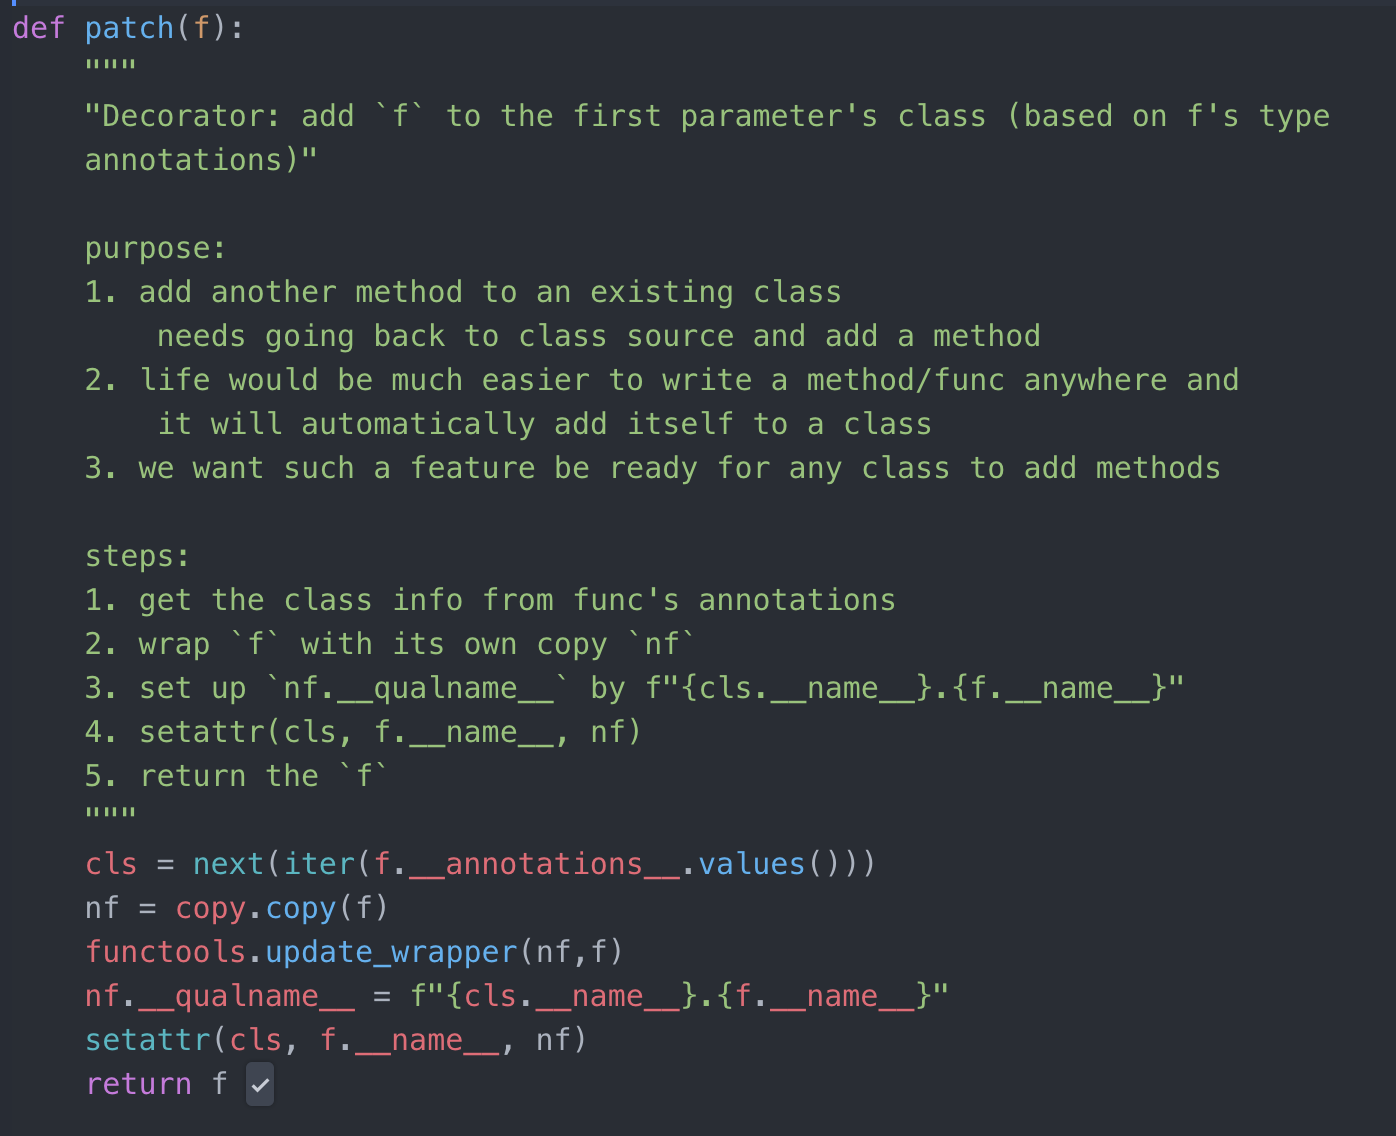 def patch(f):
    """
    "Decorator: add `f` to the first parameter's class (based on f's type
    annotations)"

    purpose:
    1. add another method to an existing class
        needs going back to class source and add a method
    2. life would be much easier to write a method/func anywhere and
        it will automatically add itself to a class
    3. we want such a feature be ready for any class to add methods

    steps:
    1. get the class info from func's annotations
    2. wrap `f` with its own copy `nf`
    3. set up `nf.__qualname__` by f"{cls.__name__}.{f.__name__}"
    4. setattr(cls, f.__name__, nf)
    5. return the `f`
    """
    cls = next(iter(f.__annotations__.values()))
    nf = copy.copy(f)
    functools.update_wrapper(nf,f)
    nf.__qualname__ = f"{cls.__name__}.{f.__name__}"
    setattr(cls, f.__name__, nf)
    return f